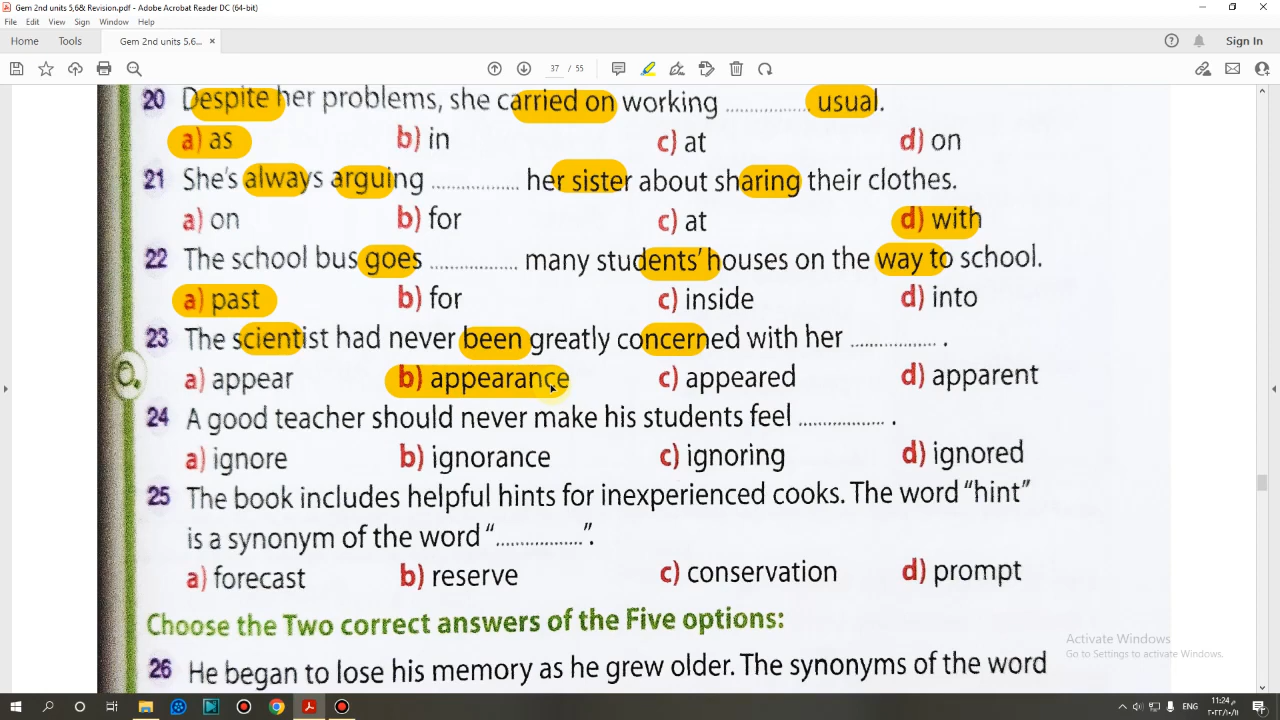 Gem 2nd units 5,6& Revision.pdf - Adobe Acrobat Reader DC (64-bit)
File Edit View Sign Window Help
Home Tools Gem 2nd units 5,6... × Sign In
37 / 55
20 Despite her problems, she carried on working ............... usual.
a) as b) in c) at d) on
21 She's always arguing ............... her sister about sharing their clothes.
a) on b) for c) at d) with
22 The school bus goes ............... many students' houses on the way to school.
a) past b) for c) inside d) into
23 The scientist had never been greatly concerned with her ............... .
a) appear b) appearance c) appeared d) apparent
24 A good teacher should never make his students feel ............... .
a) ignore b) ignorance c) ignoring d) ignored
25 The book includes helpful hints for inexperienced cooks. The word “hint”
is a synonym of the word “...............”.
a) forecast b) reserve c) conservation d) prompt
Choose the Two correct answers of the Five options:
26 He began to lose his memory as he grew older. The synonyms of the word
Activate Windows
Go to Settings to activate Windows.
ENG
11:24 م